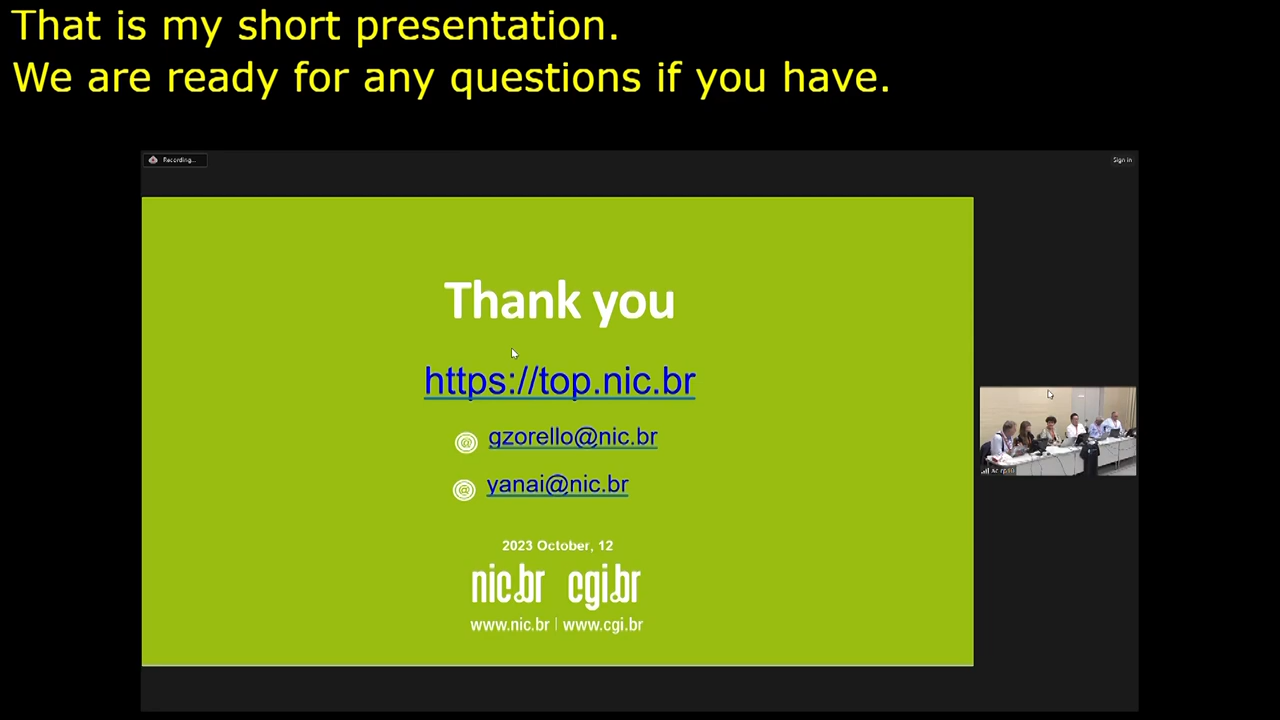 That is my short presentation.
We are ready for any questions if you have.
Recording...
Sign in
Thank you
https://top.nic.br
@ gzorello@nic.br
@ yanai@nic.br
2023 October, 12
nic.br cgi.br
www.nic.br | www.cgi.br